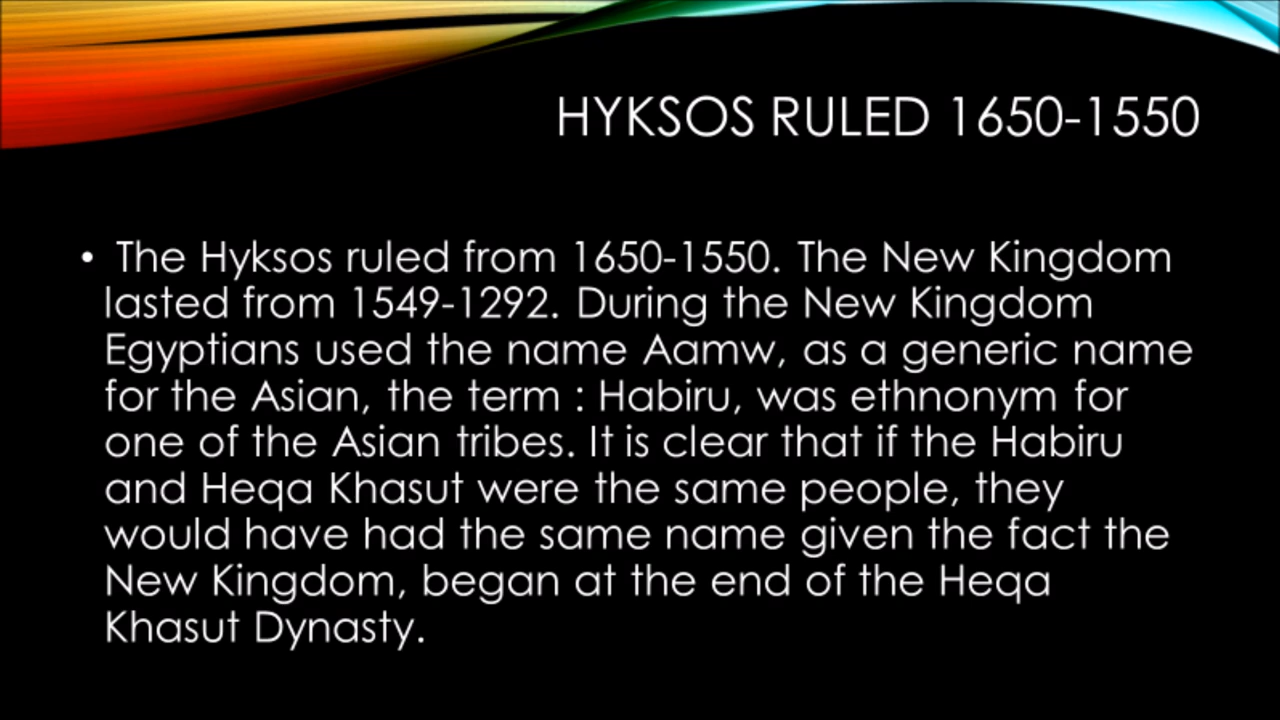 HYKSOS RULED 1650-1550
• The Hyksos ruled from 1650-1550. The New Kingdom
lasted from 1549-1292. During the New Kingdom
Egyptians used the name Aamw, as a generic name
for the Asian, the term : Habiru, was ethnonym for
one of the Asian tribes. It is clear that if the Habiru
and Heqa Khasut were the same people, they
would have had the same name given the fact the
New Kingdom, began at the end of the Heqa
Khasut Dynasty.